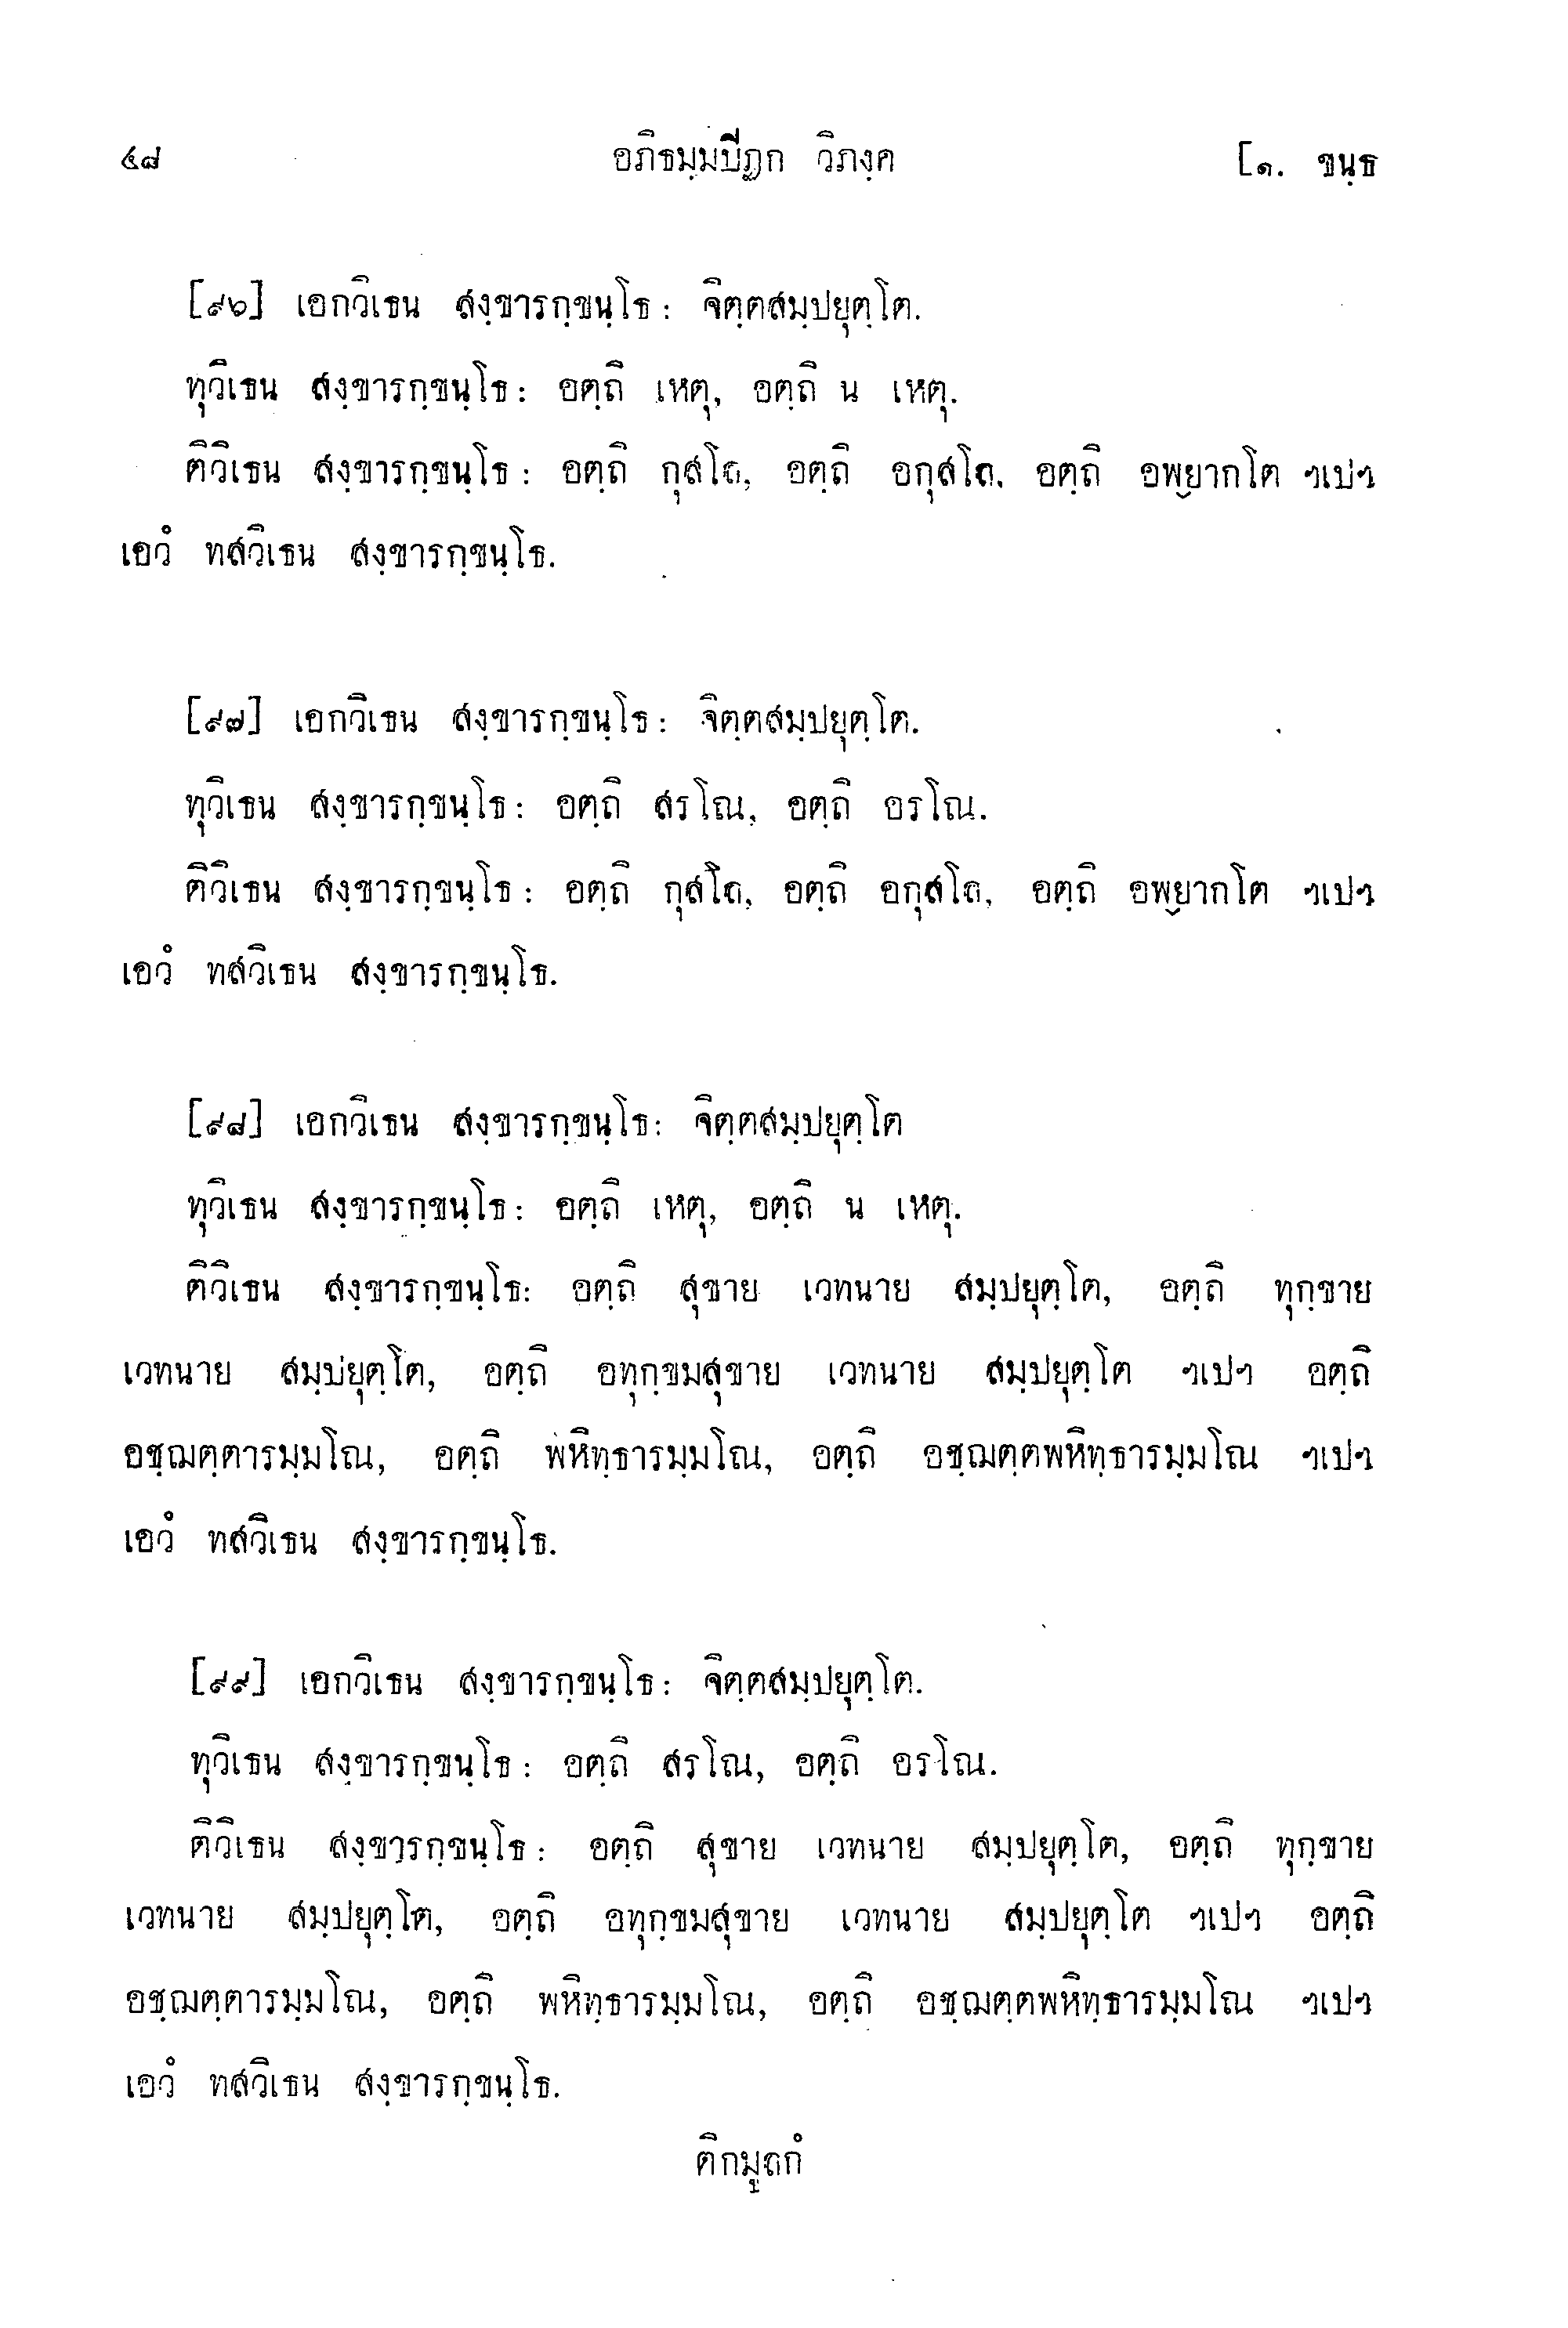 ๔๘ อภิธมฺมปีฏก วิภงฺค [๑. ขนฺธ
[๙๖] เอกวิเธน สงฺขารกฺขนฺโธ : จิตฺตสมฺปยุตฺโต.
ทุวิเธน สงฺขารกฺขนฺโธ : อตฺถิ เหตุ, อตฺถิ น เหตุ.
ติวิเธน สงฺขารกฺขนฺโธ : อตฺถิ กุสโล, อตฺถิ อกุสโล, อตฺถิ อพฺยากโต ฯเปฯ
เอวํ ทสวิเธน สงฺขารกฺขนฺโธ.
[๙๗] เอกวิเธน สงฺขารกฺขนฺโธ : จิตฺตสมฺปยุตฺโต.
ทุวิเธน สงฺขารกฺขนฺโธ : อตฺถิ สรโณ, อตฺถิ อรโณ.
ติวิเธน สงฺขารกฺขนฺโธ : อตฺถิ กุสโล, อตฺถิ อกุสโล, อตฺถิ อพฺยากโต ฯเปฯ
เอวํ ทสวิเธน สงฺขารกฺขนฺโธ.
[๙๘] เอกวิเธน สงฺขารกฺขนฺโธ : จิตฺตสมฺปยุตฺโต
ทุวิเธน สงฺขารกฺขนฺโธ : อตฺถิ เหตุ, อตฺถิ น เหตุ.
ติวิเธน สงฺขารกฺขนฺโธ: อตฺถิ สุขาย เวทนาย สมฺปยุตฺโต, อตฺถิ ทุกฺขาย
เวทนาย สมฺปยุตฺโต, อตฺถิ อทุกฺขมสุขาย เวทนาย สมฺปยุตฺโต ฯเปฯ อตฺถิ
อชฺฌตฺตารมฺมโณ, อตฺถิ พหิทฺธารมฺมโณ, อตฺถิ อชฺฌตฺตพหิทฺธารมฺมโณ ฯเปฯ
เอวํ ทสวิเธน สงฺขารกฺขนฺโธ.
[๙๙] เอกวิเธน สงฺขารกฺขนฺโธ : จิตฺตสมฺปยุตฺโต.
ทุวิเธน สงฺขารกฺขนฺโธ : อตฺถิ สรโณ, อตฺถิ อรโณ.
ติวิเธน สงฺขารกฺขนฺโธ : อตฺถิ สุขาย เวทนาย สมฺปยุตฺโต, อตฺถิ ทุกฺขาย
เวทนาย สมฺปยุตฺโต, อตฺถิ อทุกฺขมสุขาย เวทนาย สมฺปยุตฺโต ฯเปฯ อตฺถิ
อชฺฌตฺตารมฺมโณ, อตฺถิ พหิทฺธารมฺมโณ, อตฺถิ อชฺฌตฺตพหิทฺธารมฺมโณ ฯเปฯ
เอวํ ทสวิเธน สงฺขารกฺขนฺโธ.
ติกมูลกํ